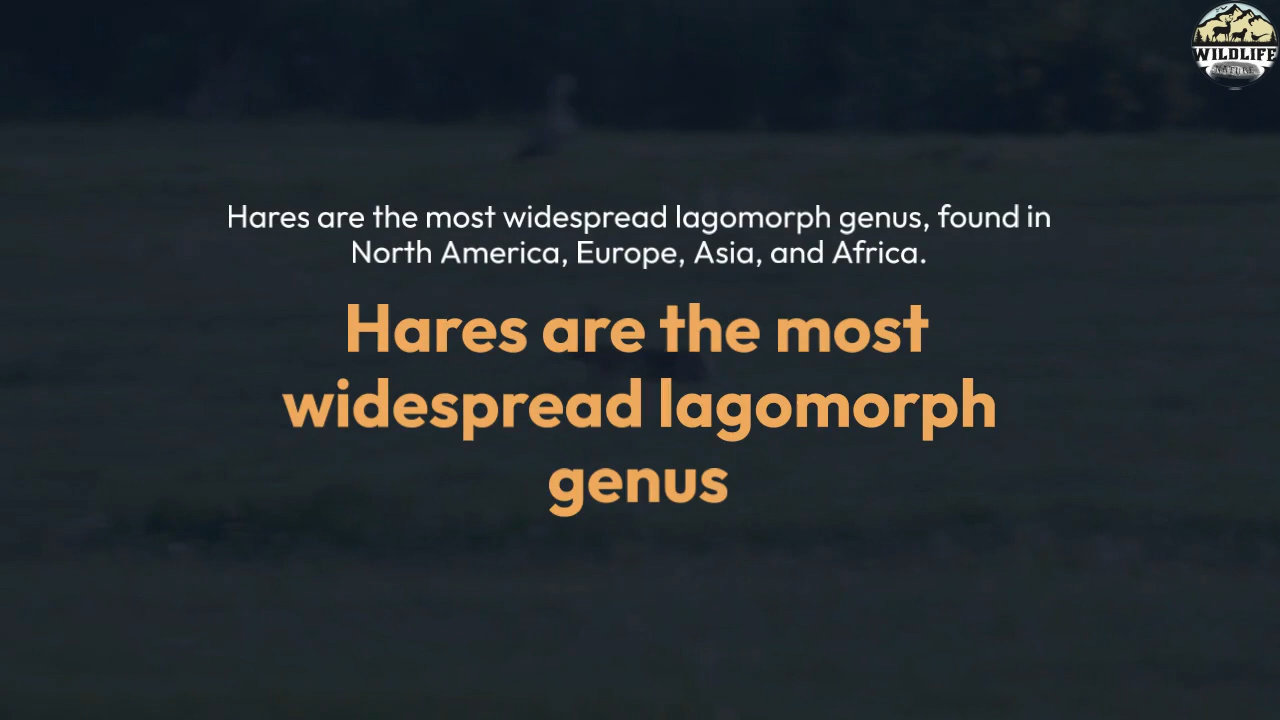 WILDLIFE
NATURE
Hares are the most widespread lagomorph genus, found in
North America, Europe, Asia, and Africa.
Hares are the most
widespread lagomorph
genus